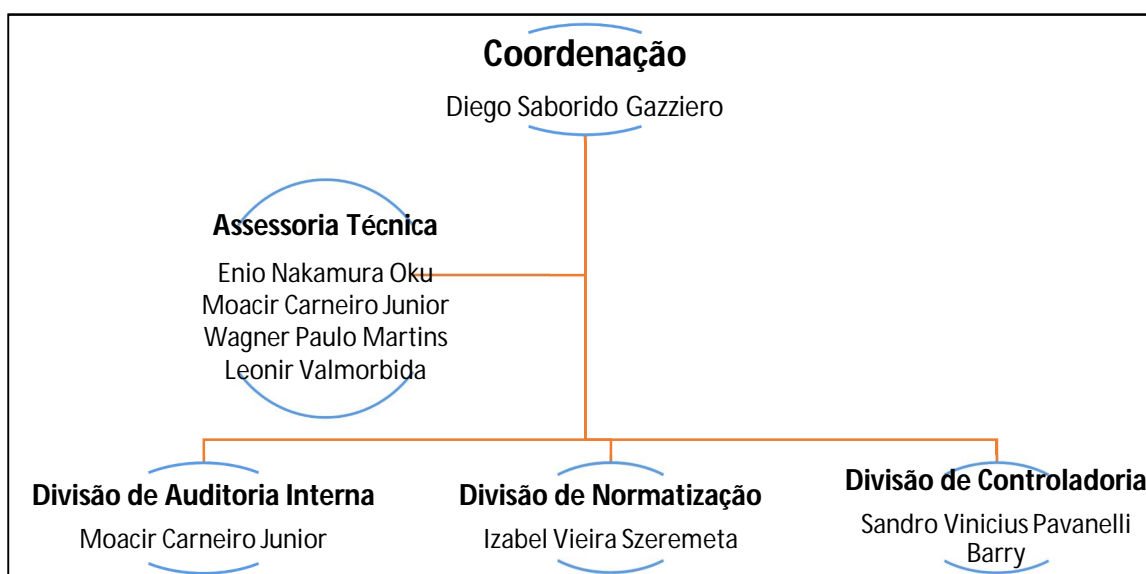 Coordenação
Diego Saborido Gazziero
Assessoria Técnica
Enio Nakamura Oku
Moacir Carneiro Junior
Wagner Paulo Martins
Leonir Valmorbida
Divisão de Auditoria Interna
Moacir Carneiro Junior
Divisão de Normatização
Izabel Vieira Szeremeta
Divisão de Controladoria
Sandro Vinicius Pavanelli
Barry